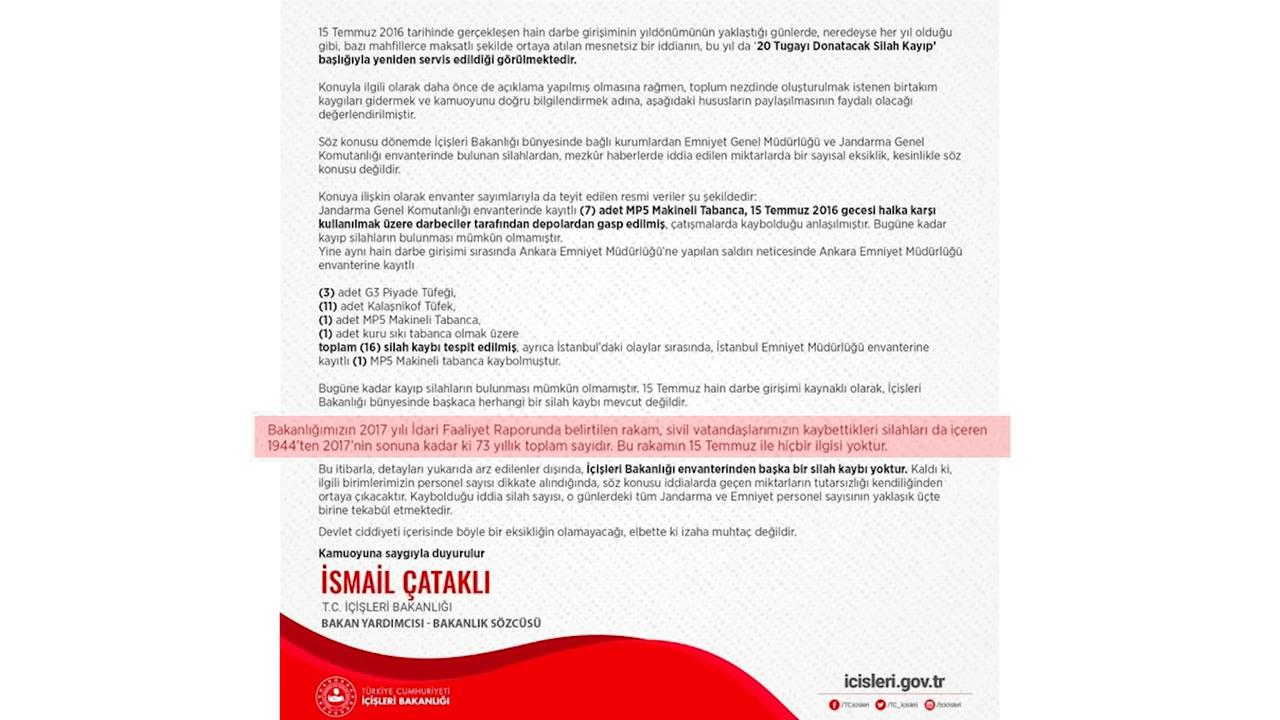 15 Temmuz 2016 tarihinde gerçekleşen hain darbe girişiminin yıldönümünün yaklaştığı günlerde, neredeyse her yıl olduğu
gibi, bazı mahfillerce maksatlı şekilde ortaya atılan mesnetsiz bir iddianın, bu yıl da ‘20 Tugayı Donatacak Silah Kayıp’
başlığıyla yeniden servis edildiği görülmektedir.
Konuyla ilgili olarak daha önce de açıklama yapılmış olmasına rağmen, toplum nezdinde oluşturulmak istenen birtakım
kaygıları gidermek ve kamuoyunu doğru bilgilendirmek adına, aşağıdaki hususların paylaşılmasının faydalı olacağı
değerlendirilmiştir.
Söz konusu dönemde İçişleri Bakanlığı bünyesinde bağlı kurumlardan Emniyet Genel Müdürlüğü ve Jandarma Genel
Komutanlığı envanterinde bulunan silahlardan, mezkûr haberlerde iddia edilen miktarlarda bir sayısal eksiklik, kesinlikle söz
konusu değildir.
Konuya ilişkin olarak envanter sayımlarıyla da teyit edilen resmi veriler şu şekildedir:
Jandarma Genel Komutanlığı envanterinde kayıtlı (7) adet MP5 Makineli Tabanca, 15 Temmuz 2016 gecesi halka karşı
kullanılmak üzere darbeciler tarafından depolardan gasp edilmiş, çatışmalarda kaybolduğu anlaşılmıştır. Bugüne kadar
kayıp silahların bulunması mümkün olmamıştır.
Yine aynı hain darbe girişimi sırasında Ankara Emniyet Müdürlüğü’ne yapılan saldırı neticesinde Ankara Emniyet Müdürlüğü
envanterine kayıtlı
(3) adet G3 Piyade Tüfeği,
(11) adet Kalaşnikof Tüfek,
(1) adet MP5 Makineli Tabanca,
(1) adet kuru sıkı tabanca olmak üzere
toplam (16) silah kaybı tespit edilmiş, ayrıca İstanbul’daki olaylar sırasında, İstanbul Emniyet Müdürlüğü envanterine
kayıtlı (1) MP5 Makineli tabanca kaybolmuştur.
Bugüne kadar kayıp silahların bulunması mümkün olmamıştır. 15 Temmuz hain darbe girişimi kaynaklı olarak, İçişleri
Bakanlığı bünyesinde başkaca herhangi bir silah kaybı mevcut değildir.
Bakanlığımızın 2017 yılı İdari Faaliyet Raporunda belirtilen rakam, sivil vatandaşlarımızın kaybettikleri silahları da içeren
1944’ten 2017’nin sonuna kadar ki 73 yıllık toplam sayıdır. Bu rakamın 15 Temmuz ile hiçbir ilgisi yoktur.
Bu itibarla, detayları yukarıda arz edilenler dışında, İçişleri Bakanlığı envanterinden başka bir silah kaybı yoktur. Kaldı ki,
ilgili birimlerimizin personel sayısı dikkate alındığında, söz konusu iddialarda geçen miktarların tutarsızlığı kendiliğinden
ortaya çıkacaktır. Kaybolduğu iddia silah sayısı, o günlerdeki tüm Jandarma ve Emniyet personel sayısının yaklaşık üçte
birine tekabül etmektedir.
Devlet ciddiyeti içerisinde böyle bir eksikliğin olamayacağı, elbette ki izaha muhtaç değildir.
Kamuoyuna saygıyla duyurulur
İSMAİL ÇATAKLI
T.C. İÇİŞLERİ BAKANLIĞI
BAKAN YARDIMCISI - BAKANLIK SÖZCÜSÜ
TÜRKİYE CUMHURİYETİ
İÇİŞLERİ BAKANLIĞI
icisleri.gov.tr
/TCicisleri /TC_icisleri /tcicisleri